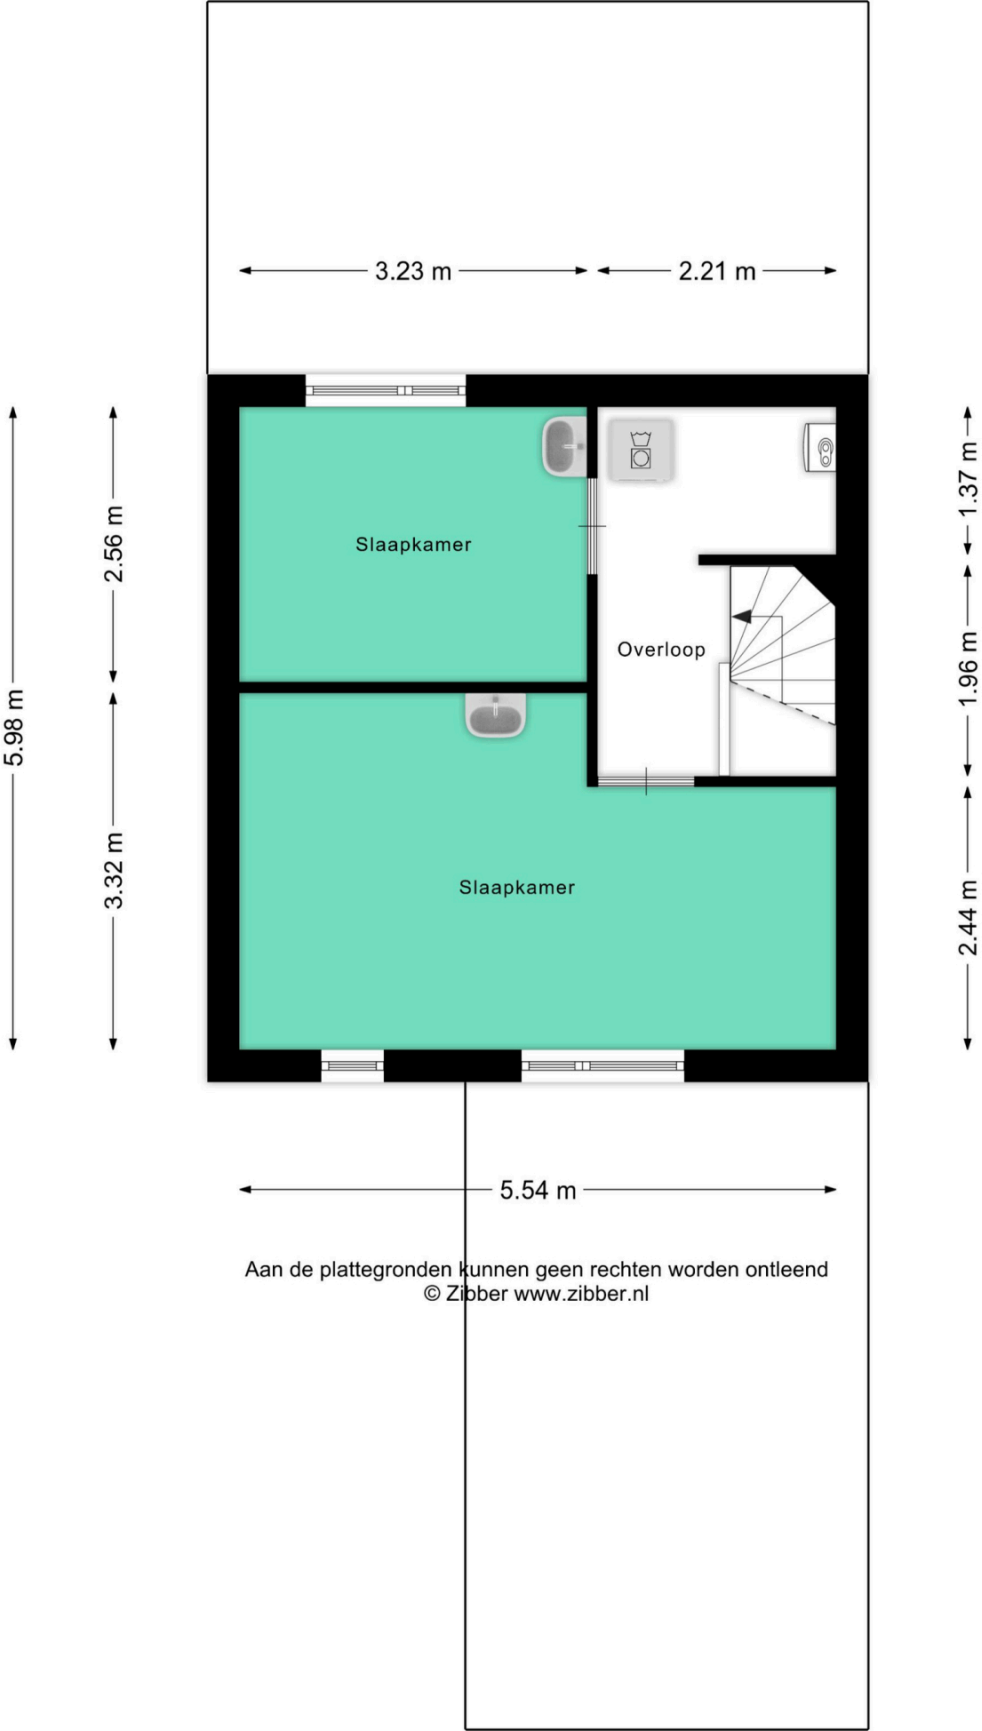 3.23 m
2.21 m
5.98 m
2.56 m
3.32 m
1.37 m
1.96 m
2.44 m
Slaapkamer
Overloop
Slaapkamer
5.54 m
Aan de plattegronden kunnen geen rechten worden ontleend
© Zibber www.zibber.nl